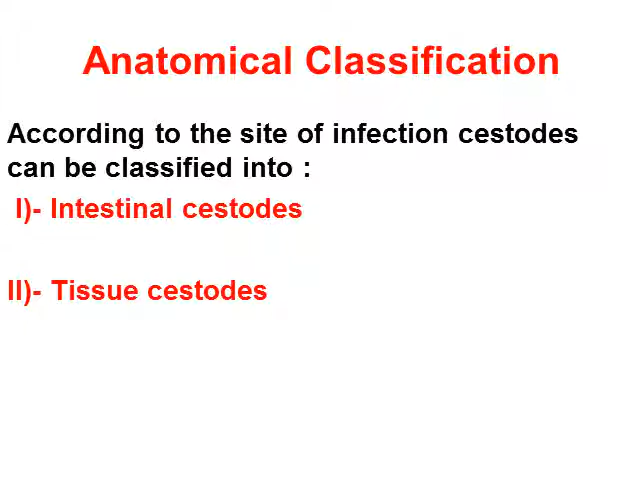 Anatomical Classification
According to the site of infection cestodes
can be classified into :
I)- Intestinal cestodes
II)- Tissue cestodes